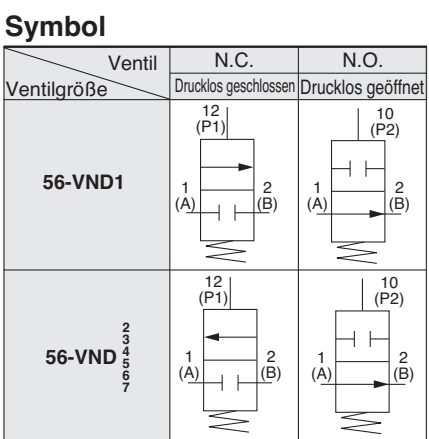 Symbol
Ventil N.C. N.O.
Ventilgröße Drucklos geschlossen Drucklos geöffnet
56-VND1
12
(P1)
1 2
(A) (B)
10
(P2)
1 2
(A) (B)
56-VND 2 3 4 5 6 7
12
(P1)
1 2
(A) (B)
10
(P2)
1 2
(A) (B)